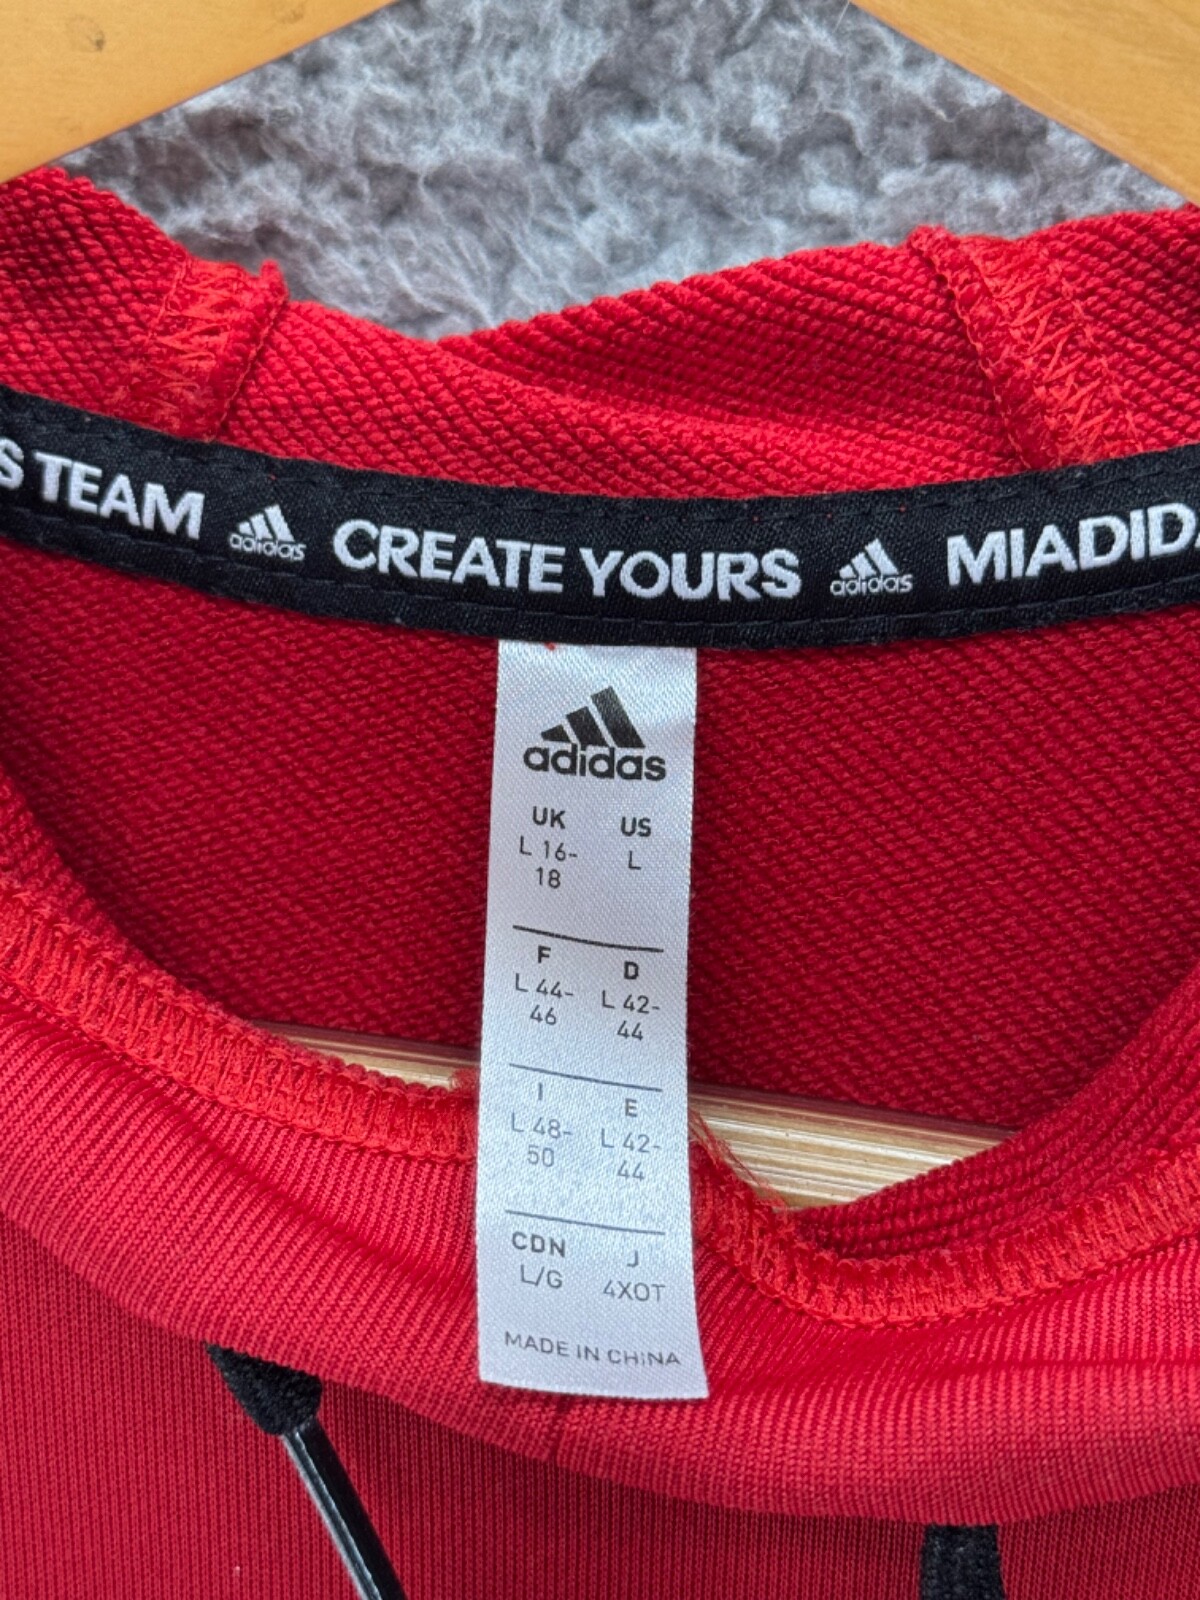 S TEAM adidas CREATE YOURS adidas MIADIDA
adidas
UK US
L 16- L
18
F D
L 44- L 42-
46 44
I E
L 48- L 42-
50 44
CDN J
L/G 4XOT
MADE IN CHINA